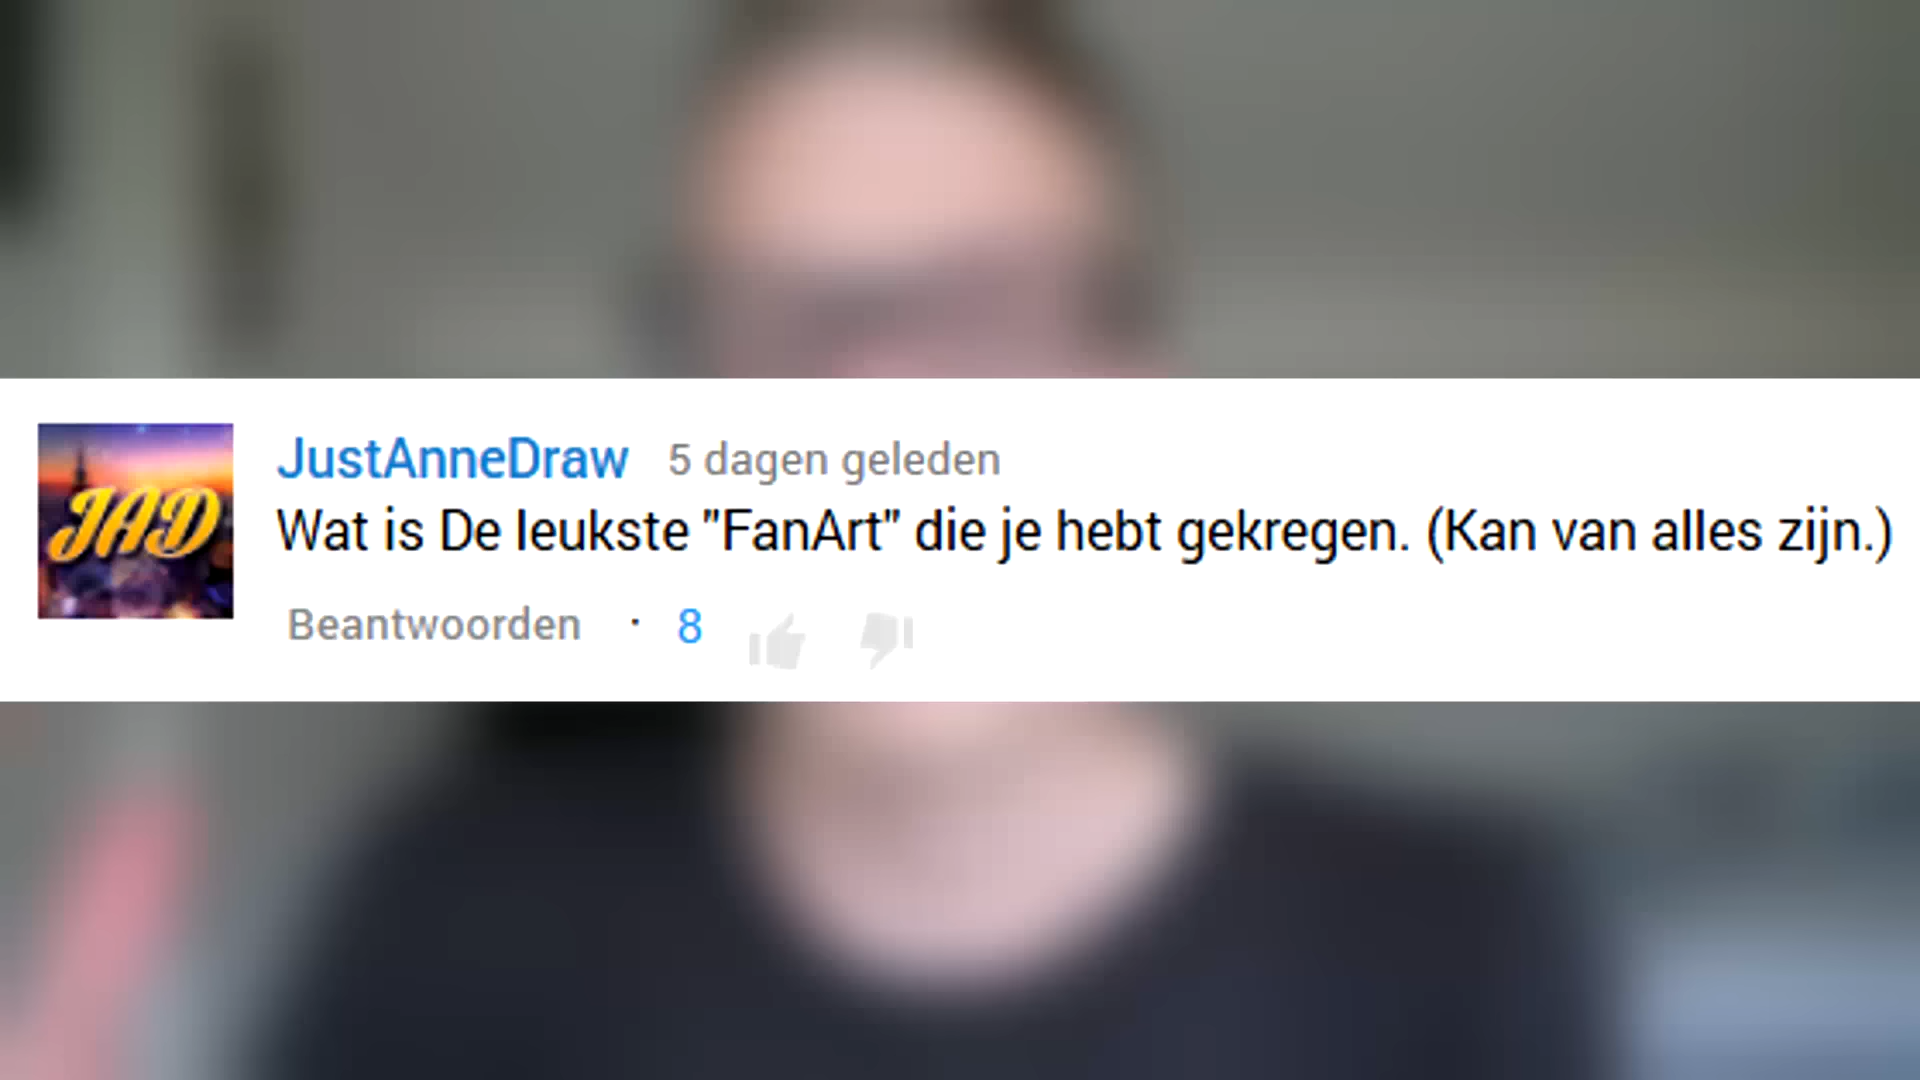 JAD
JustAnneDraw 5 dagen geleden
Wat is De leukste "FanArt" die je hebt gekregen. (Kan van alles zijn.)
Beantwoorden · 8